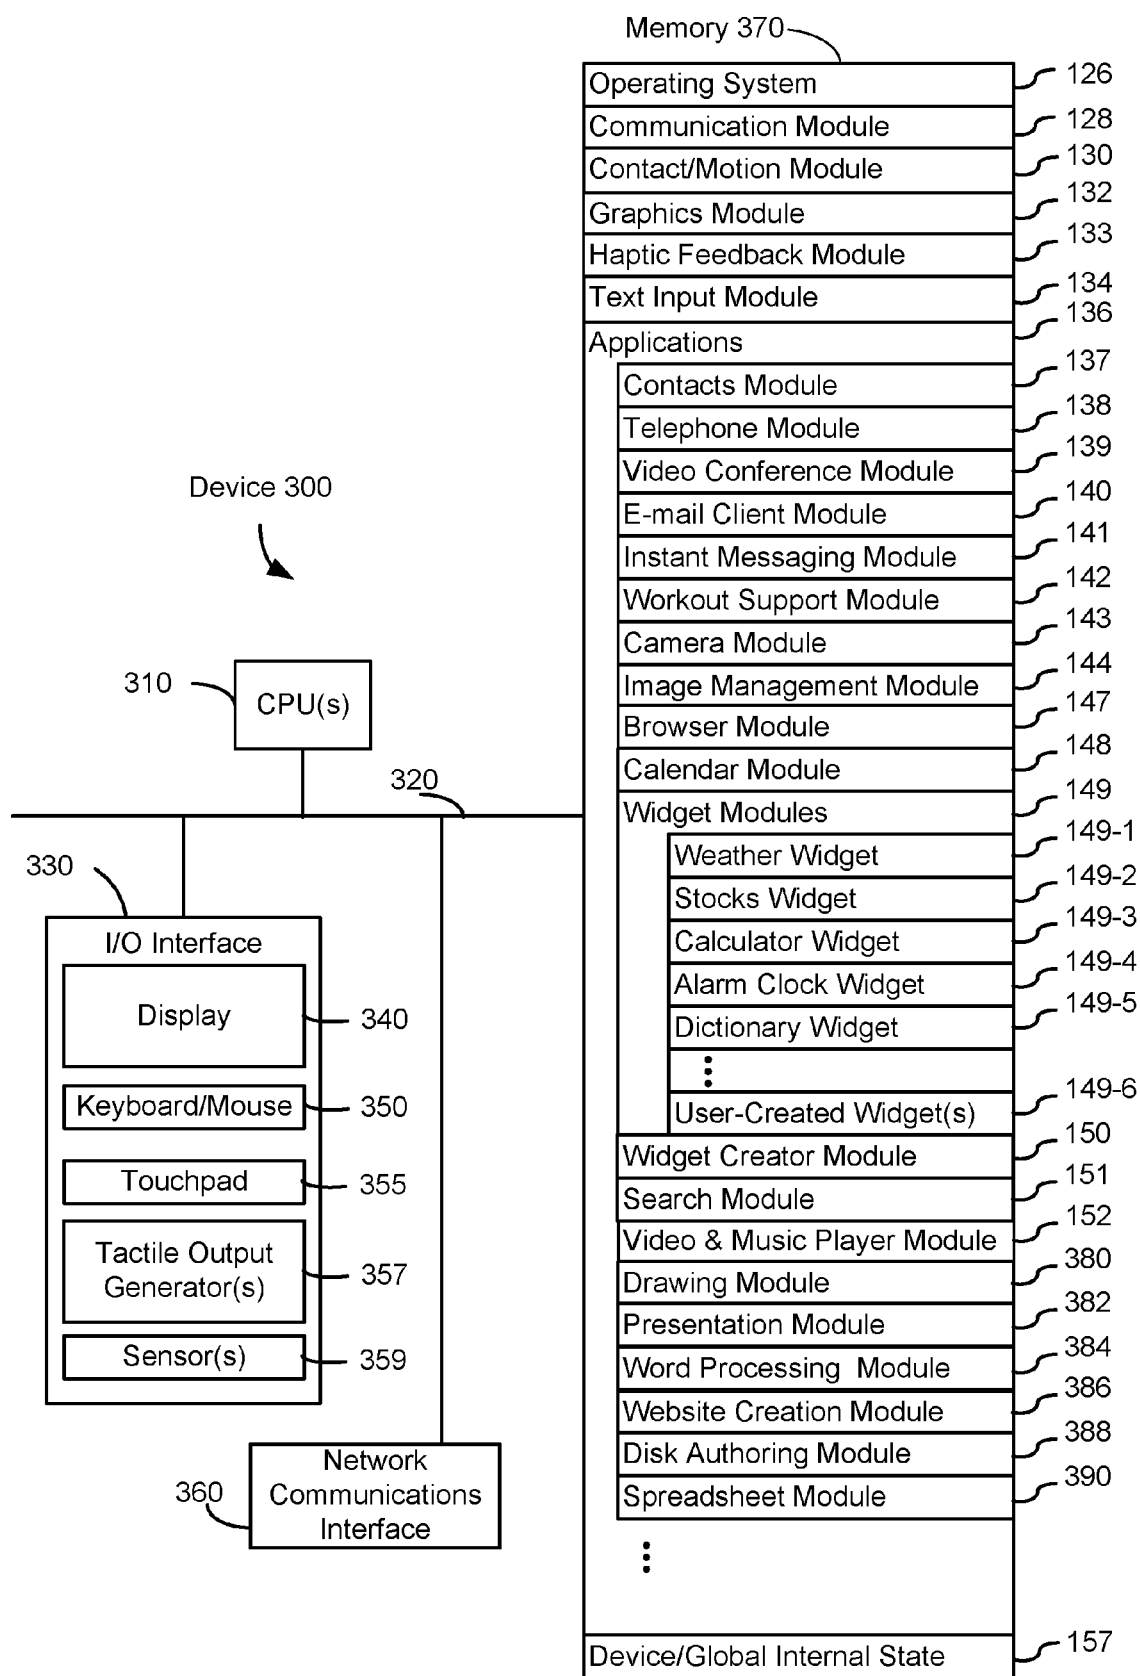 Memory 370
Operating System 126
Communication Module 128
Contact/Motion Module 130
Graphics Module 132
Haptic Feedback Module 133
Text Input Module 134
Applications 136
Contacts Module 137
Telephone Module 138
Video Conference Module 139
E-mail Client Module 140
Instant Messaging Module 141
Workout Support Module 142
Camera Module 143
Image Management Module 144
Browser Module 147
Calendar Module 148
Widget Modules 149
Weather Widget 149-1
Stocks Widget 149-2
Calculator Widget 149-3
Alarm Clock Widget 149-4
Dictionary Widget 149-5
User-Created Widget(s) 149-6
Widget Creator Module 150
Search Module 151
Video & Music Player Module 152
Drawing Module 380
Presentation Module 382
Word Processing Module 384
Website Creation Module 386
Disk Authoring Module 388
Spreadsheet Module 390
Device/Global Internal State 157
Device 300
310
CPU(s)
320
330
I/O Interface
Display 340
Keyboard/Mouse 350
Touchpad 355
Tactile Output
Generator(s) 357
Sensor(s) 359
360
Network
Communications
Interface